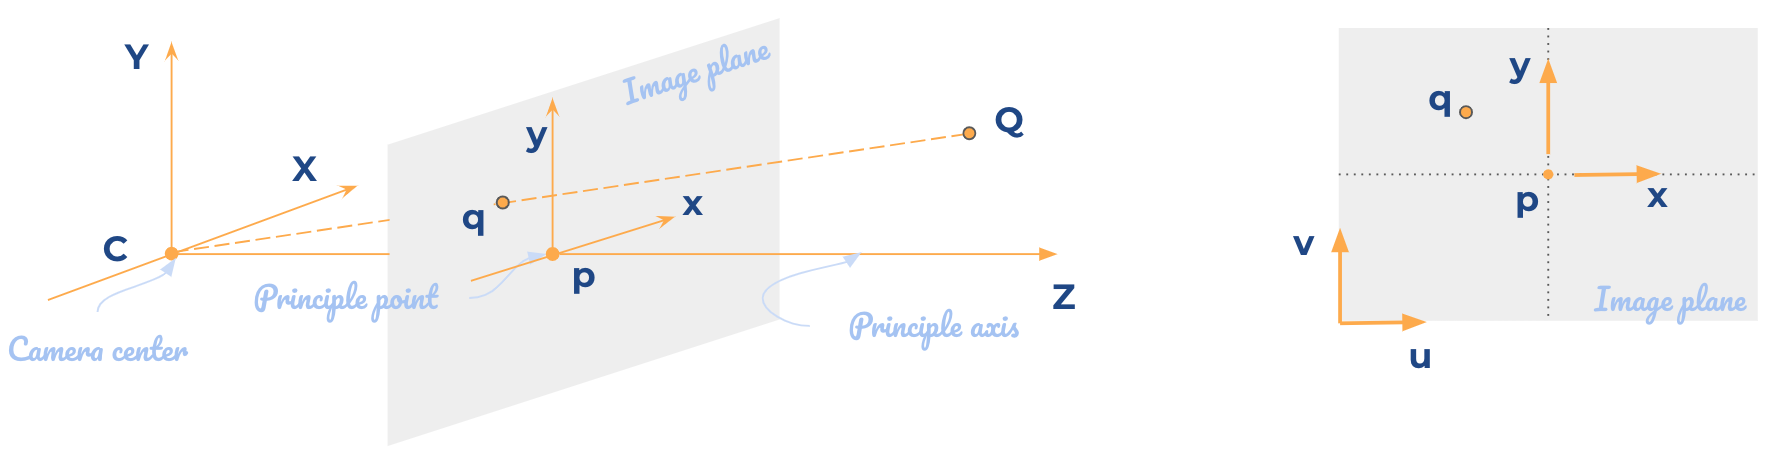 Y
X
C
Camera center
Principle point
Image plane
y
q
x
p
Q
Z
Principle axis
y
q
p
x
v
u
Image plane